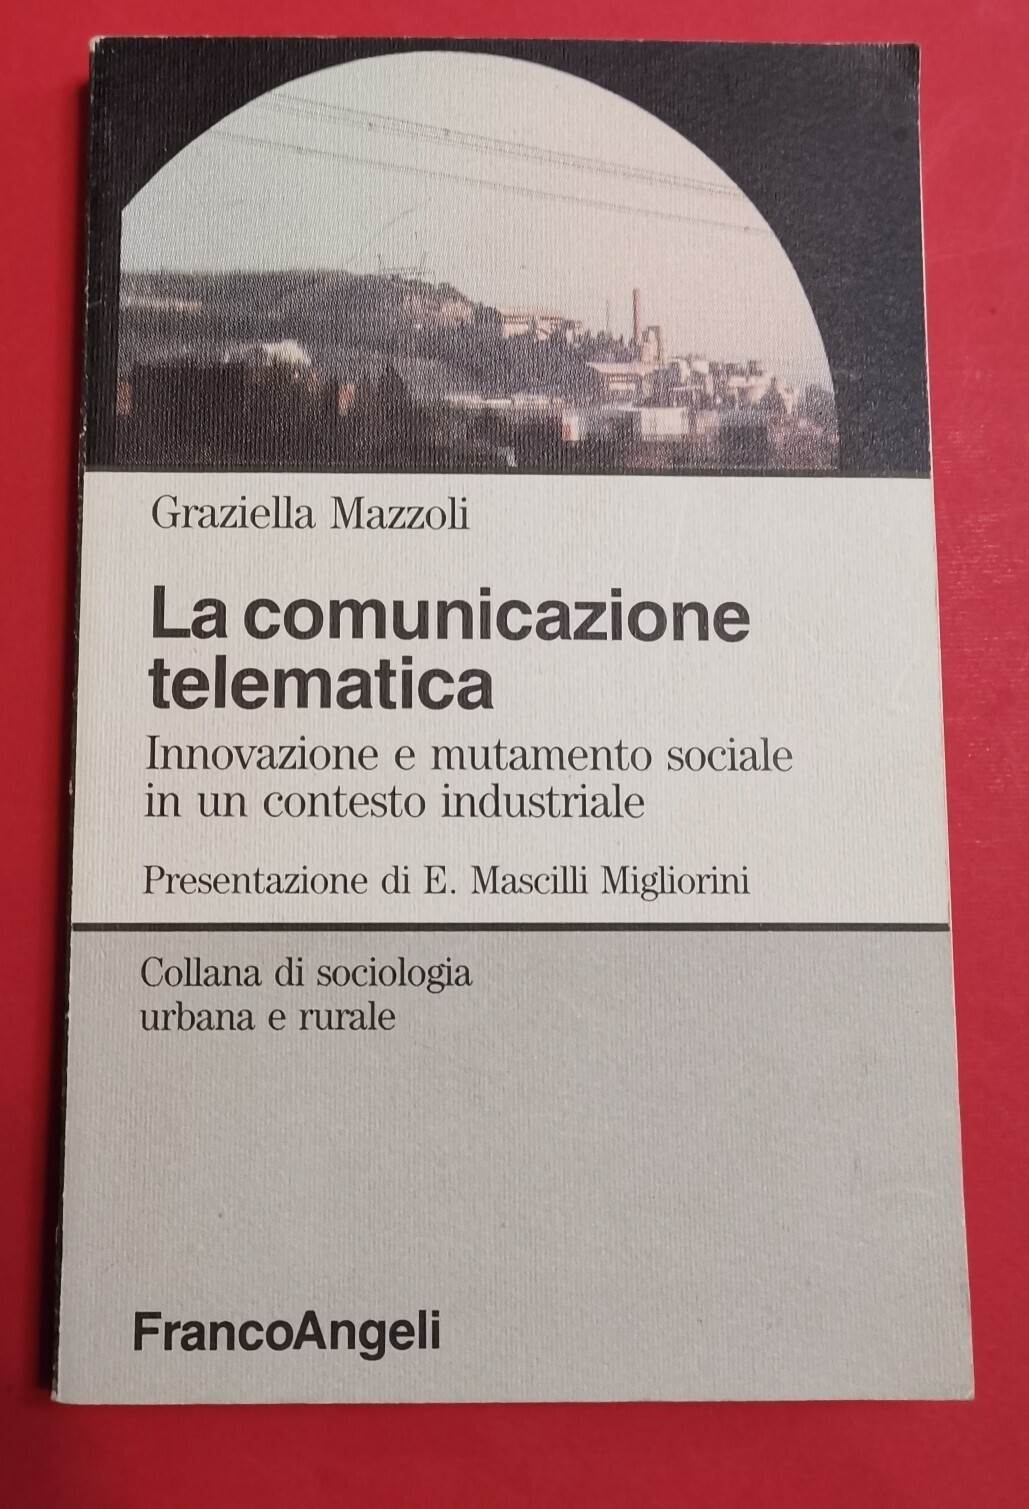 Graziella Mazzoli
La comunicazione
telematica
Innovazione e mutamento sociale
in un contesto industriale
Presentazione di E. Mascilli Migliorini
Collana di sociologia
urbana e rurale
FrancoAngeli